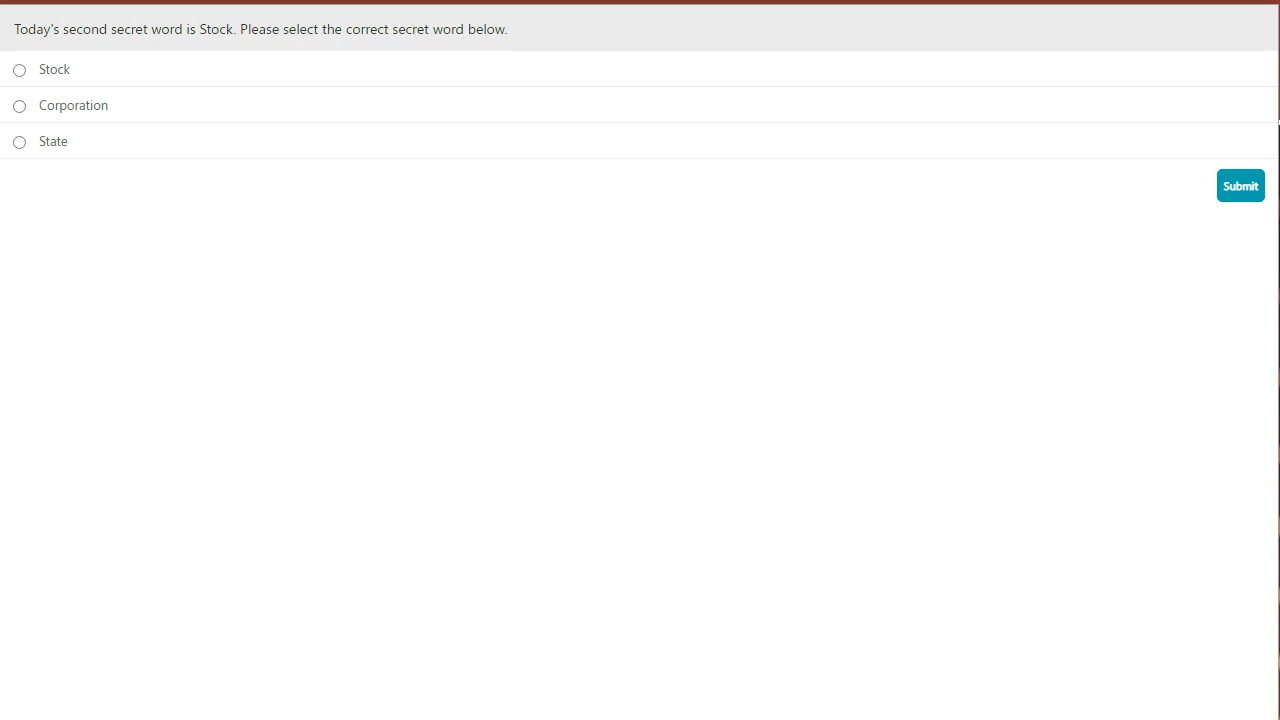 Today's second secret word is Stock. Please select the correct secret word below.
Stock
Corporation
State
Submit